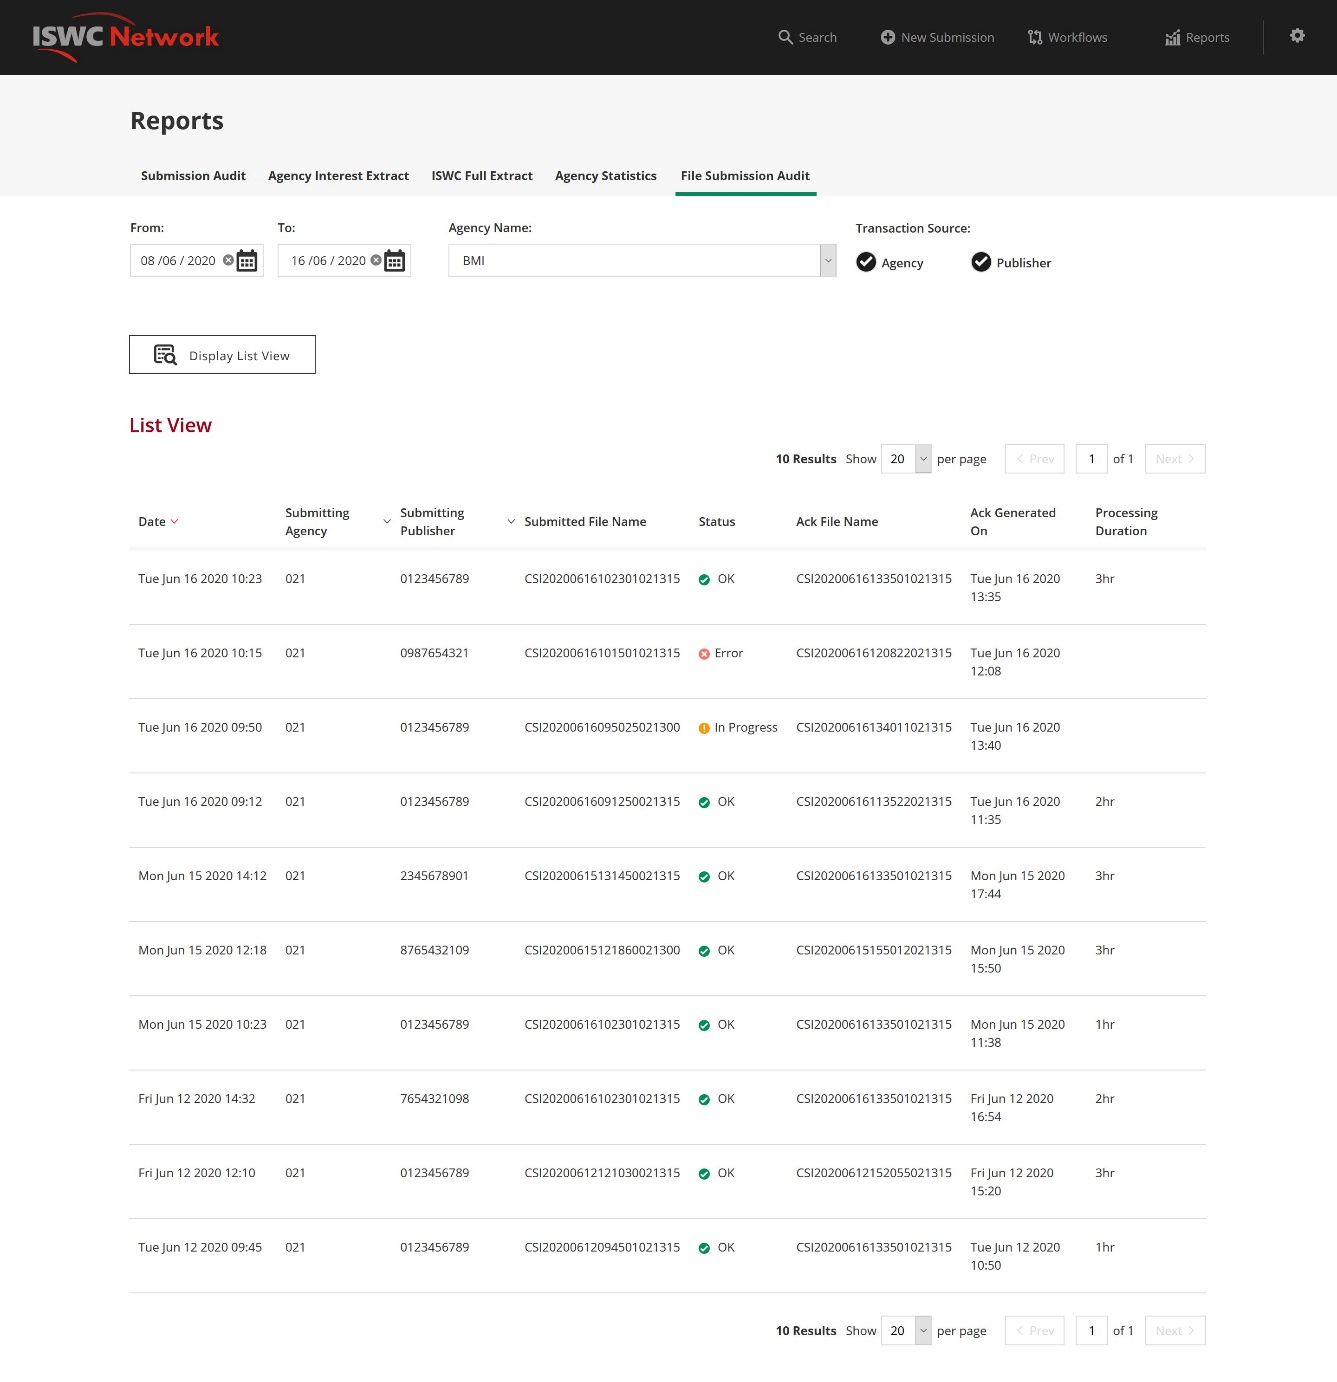 ISWC Network
Search New Submission Workflows Reports
Reports
Submission Audit Agency Interest Extract ISWC Full Extract Agency Statistics File Submission Audit
From: To: Agency Name: Transaction Source:
08 /06 / 2020 16 /06 / 2020 BMI Agency Publisher
Display List View
List View
10 Results Show 20 per page Prev 1 of 1 Next
Date Submitting Agency Submitting Publisher Submitted File Name Status Ack File Name Ack Generated On Processing Duration
Tue Jun 16 2020 10:23 021 0123456789 CSI20200616102301021315 OK CSI20200616133501021315 Tue Jun 16 2020 13:35 3hr
Tue Jun 16 2020 10:15 021 0987654321 CSI20200616101501021315 Error CSI20200616120822021315 Tue Jun 16 2020 12:08
Tue Jun 16 2020 09:50 021 0123456789 CSI20200616095025021300 In Progress CSI20200616134011021315 Tue Jun 16 2020 13:40
Tue Jun 16 2020 09:12 021 0123456789 CSI20200616091250021315 OK CSI20200616113522021315 Tue Jun 16 2020 11:35 2hr
Mon Jun 15 2020 14:12 021 2345678901 CSI20200615131450021315 OK CSI20200616133501021315 Mon Jun 15 2020 17:44 3hr
Mon Jun 15 2020 12:18 021 8765432109 CSI20200615121860021300 OK CSI20200615155012021315 Mon Jun 15 2020 15:50 3hr
Mon Jun 15 2020 10:23 021 0123456789 CSI20200616102301021315 OK CSI20200616133501021315 Mon Jun 15 2020 11:38 1hr
Fri Jun 12 2020 14:32 021 7654321098 CSI20200616102301021315 OK CSI20200616133501021315 Fri Jun 12 2020 16:54 2hr
Fri Jun 12 2020 12:10 021 0123456789 CSI20200612121030021315 OK CSI20200612152055021315 Fri Jun 12 2020 15:20 3hr
Tue Jun 12 2020 09:45 021 0123456789 CSI20200612094501021315 OK CSI20200616133501021315 Tue Jun 12 2020 10:50 1hr
10 Results Show 20 per page Prev 1 of 1 Next